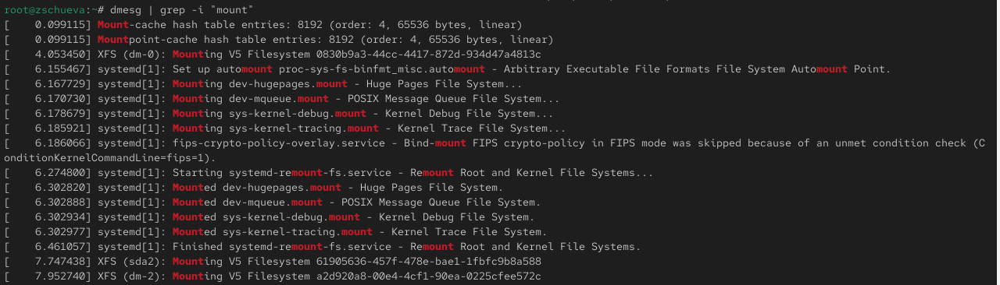 root@zschueva:~# dmesg | grep -i "mount"
[    0.099115] Mount-cache hash table entries: 8192 (order: 4, 65536 bytes, linear)
[    0.099115] Mountpoint-cache hash table entries: 8192 (order: 4, 65536 bytes, linear)
[    4.053450] XFS (dm-0): Mounting V5 Filesystem 0830b9a3-44cc-4417-872d-934d47a4813c
[    6.155467] systemd[1]: Set up automount proc-sys-fs-binfmt_misc.automount - Arbitrary Executable File Formats File System Automount Point.
[    6.167729] systemd[1]: Mounting dev-hugepages.mount - Huge Pages File System...
[    6.170730] systemd[1]: Mounting dev-mqueue.mount - POSIX Message Queue File System...
[    6.178679] systemd[1]: Mounting sys-kernel-debug.mount - Kernel Debug File System...
[    6.185921] systemd[1]: Mounting sys-kernel-tracing.mount - Kernel Trace File System...
[    6.186066] systemd[1]: fips-crypto-policy-overlay.service - Bind-mount FIPS crypto-policy in FIPS mode was skipped because of an unmet condition check (C
onditionKernelCommandLine=fips=1).
[    6.274800] systemd[1]: Starting systemd-remount-fs.service - Remount Root and Kernel File Systems...
[    6.302820] systemd[1]: Mounted dev-hugepages.mount - Huge Pages File System.
[    6.302888] systemd[1]: Mounted dev-mqueue.mount - POSIX Message Queue File System.
[    6.302934] systemd[1]: Mounted sys-kernel-debug.mount - Kernel Debug File System.
[    6.302977] systemd[1]: Mounted sys-kernel-tracing.mount - Kernel Trace File System.
[    6.461057] systemd[1]: Finished systemd-remount-fs.service - Remount Root and Kernel File Systems.
[    7.747438] XFS (sda2): Mounting V5 Filesystem 61905636-457f-478e-bae1-1fbfc9b8a588
[    7.952740] XFS (dm-2): Mounting V5 Filesystem a2d920a8-00e4-4cf1-90ea-0225cfee572c